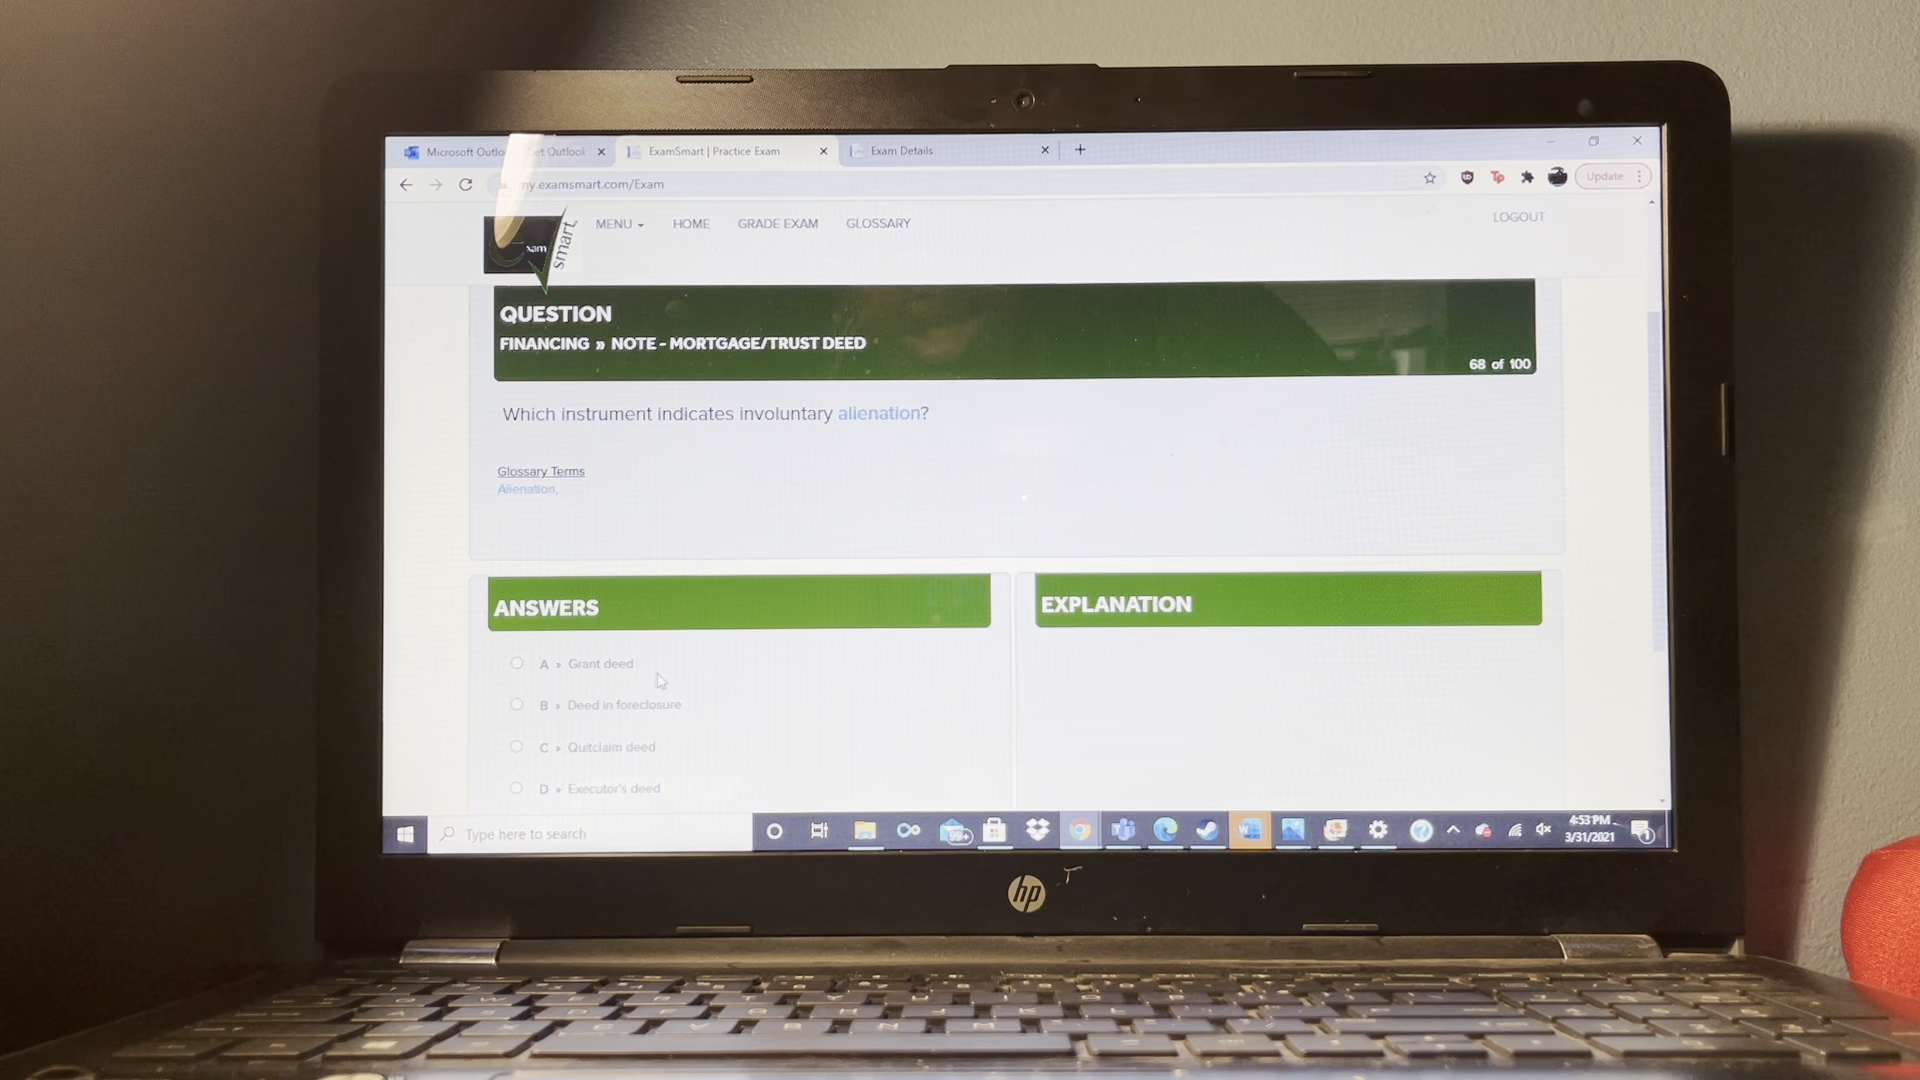 Microsoft Outlo
et Outlook
ExamSmart | Practice Exam
Exam Details
my.examsmart.com/Exam
Update
xam
smart
MENU
HOME
GRADE EXAM
GLOSSARY
LOGOUT
QUESTION
FINANCING » NOTE - MORTGAGE/TRUST DEED
68 of 100
Which instrument indicates involuntary alienation?
Glossary Terms
Alienation,
ANSWERS
EXPLANATION
A » Grant deed
B » Deed in foreclosure
C » Quitclaim deed
D » Executor's deed
Type here to search
99+
4:53 PM
3/31/2021
1
hp